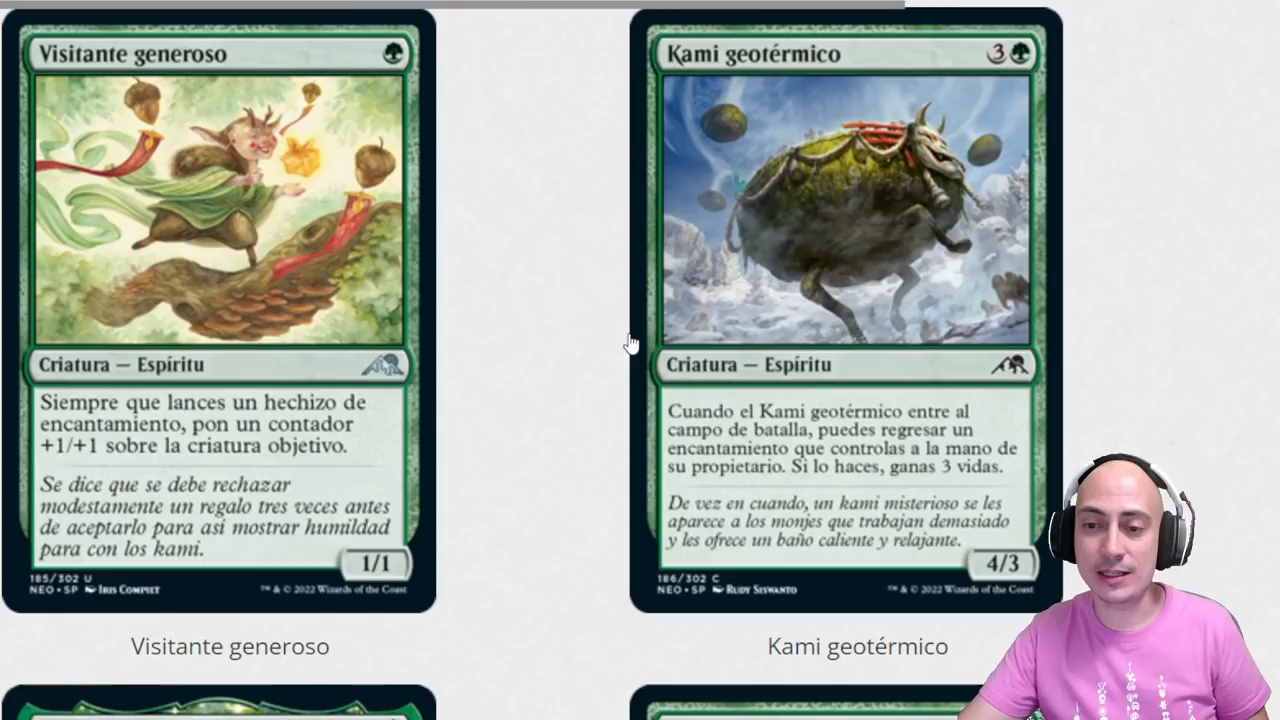 Visitante generoso
Criatura — Espíritu
Siempre que lances un hechizo de
encantamiento, pon un contador
+1/+1 sobre la criatura objetivo.
Se dice que se debe rechazar
modestamente un regalo tres veces antes
de aceptarlo para así mostrar humildad
para con los kami.
1/1
185/302 U
NEO • SP Iris Compiet
™ & © 2022 Wizards of the Coast
Visitante generoso
Kami geotérmico
3
Criatura — Espíritu
Cuando el Kami geotérmico entre al
campo de batalla, puedes regresar un
encantamiento que controlas a la mano de
su propietario. Si lo haces, ganas 3 vidas.
De vez en cuando, un kami misterioso se les
aparece a los monjes que trabajan demasiado
y les ofrece un baño caliente y relajante.
4/3
186/302 C
NEO • SP Rudy Siswanto
™ & © 2022 Wizards of the Coast
Kami geotérmico